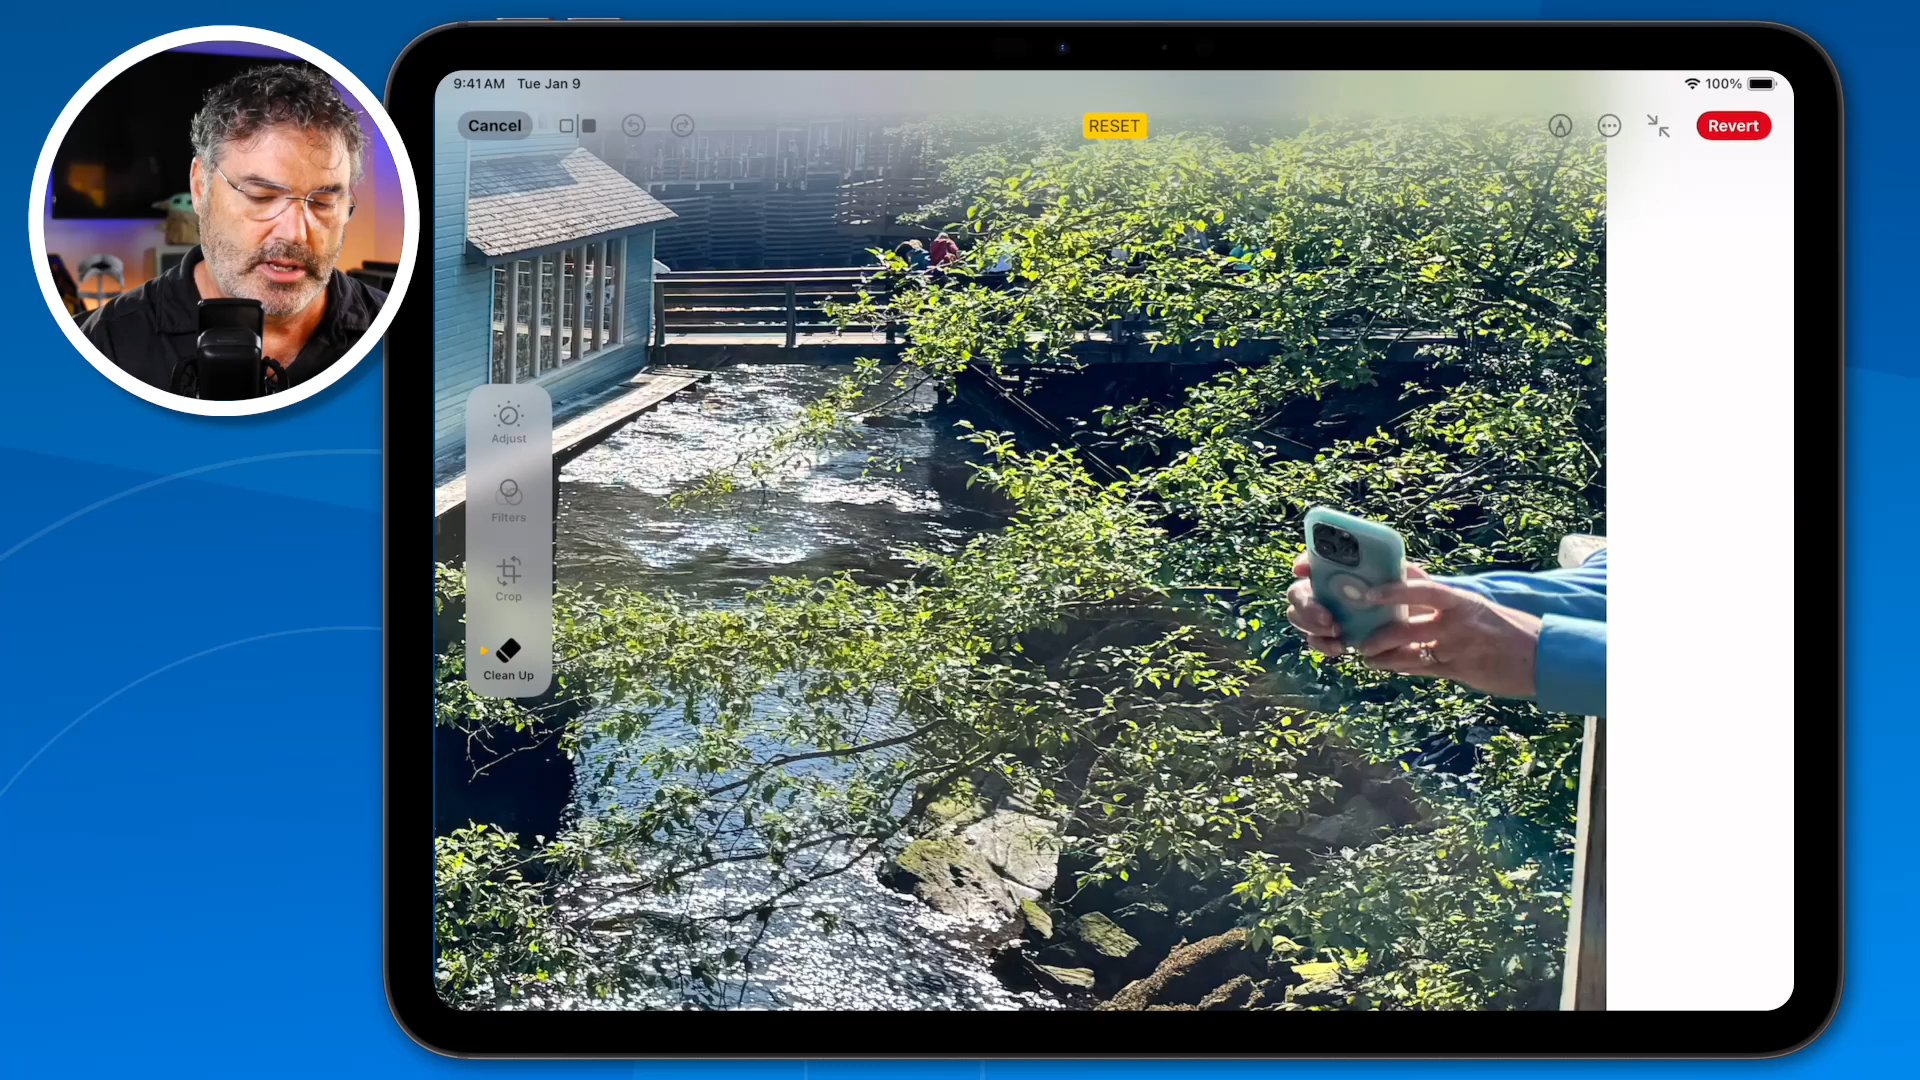 9:41 AM Tue Jan 9
100%
Cancel
RESET
Revert
Adjust
Filters
Crop
Clean Up